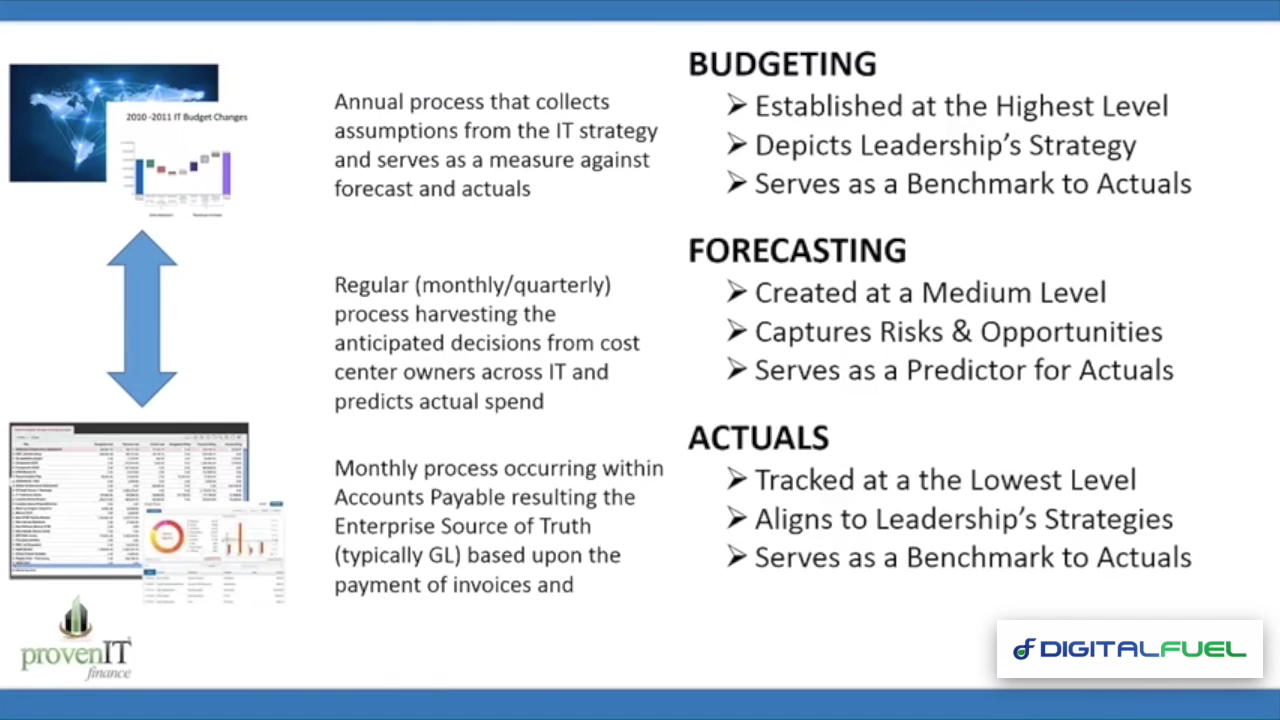 2010 -2011 IT Budget Changes
Annual process that collects
assumptions from the IT strategy
and serves as a measure against
forecast and actuals
Regular (monthly/quarterly)
process harvesting the
anticipated decisions from cost
center owners across IT and
predicts actual spend
Monthly process occurring within
Accounts Payable resulting the
Enterprise Source of Truth
(typically GL) based upon the
payment of invoices and
BUDGETING
Established at the Highest Level
Depicts Leadership's Strategy
Serves as a Benchmark to Actuals
FORECASTING
Created at a Medium Level
Captures Risks & Opportunities
Serves as a Predictor for Actuals
ACTUALS
Tracked at a the Lowest Level
Aligns to Leadership's Strategies
Serves as a Benchmark to Actuals
provenIT
finance
DIGITALFUEL